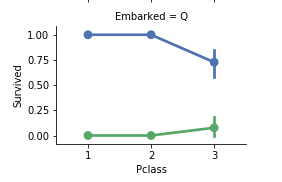 Embarked = Q
1.00
0.75
0.50
0.25
0.00
Survived
1 2 3
Pclass